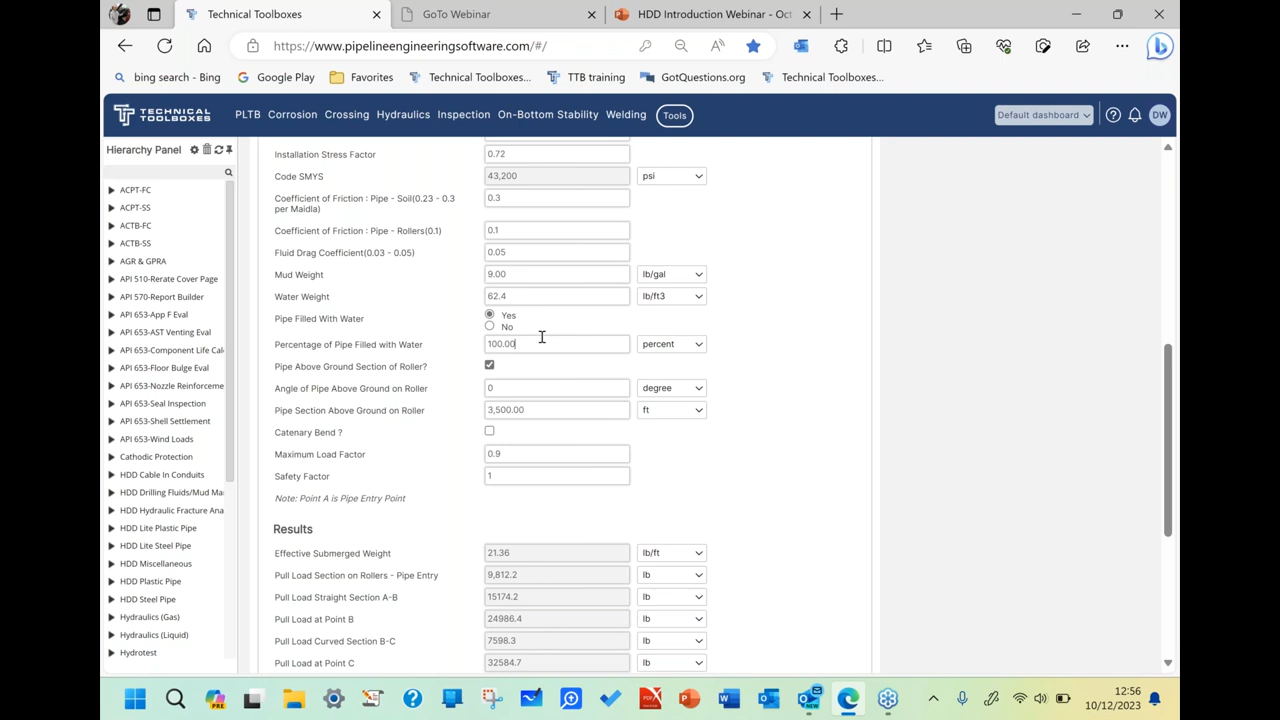 Technical Toolboxes
GoTo Webinar
HDD Introduction Webinar - Oct
https://www.pipelineengineeringsoftware.com/#/
bing search - Bing
Google Play
Favorites
Technical Toolboxes...
TTB training
GotQuestions.org
Technical Toolboxes...
TECHNICAL
TOOLBOXES
PLTB Corrosion Crossing Hydraulics Inspection On-Bottom Stability Welding Tools
Default dashboard
DW
Hierarchy Panel
ACPT-FC
ACPT-SS
ACTB-FC
ACTB-SS
AGR & GPRA
API 510-Rerate Cover Page
API 570-Report Builder
API 653-App F Eval
API 653-AST Venting Eval
API 653-Component Life Cal
API 653-Floor Bulge Eval
API 653-Nozzle Reinforceme
API 653-Seal Inspection
API 653-Shell Settlement
API 653-Wind Loads
Cathodic Protection
HDD Cable In Conduits
HDD Drilling Fluids/Mud Ma
HDD Hydraulic Fracture Ana
HDD Lite Plastic Pipe
HDD Lite Steel Pipe
HDD Miscellaneous
HDD Plastic Pipe
HDD Steel Pipe
Hydraulics (Gas)
Hydraulics (Liquid)
Hydrotest
Installation Stress Factor 0.72
Code SMYS 43,200 psi
Coefficient of Friction : Pipe - Soil(0.23 - 0.3 0.3
per Maidla)
Coefficient of Friction : Pipe - Rollers(0.1) 0.1
Fluid Drag Coefficient(0.03 - 0.05) 0.05
Mud Weight 9.00 lb/gal
Water Weight 62.4 lb/ft3
Pipe Filled With Water Yes
No
Percentage of Pipe Filled with Water 100.00 percent
Pipe Above Ground Section of Roller?
Angle of Pipe Above Ground on Roller 0 degree
Pipe Section Above Ground on Roller 3,500.00 ft
Catenary Bend ?
Maximum Load Factor 0.9
Safety Factor 1
Note: Point A is Pipe Entry Point
Results
Effective Submerged Weight 21.36 lb/ft
Pull Load Section on Rollers - Pipe Entry 9,812.2 lb
Pull Load Straight Section A-B 15174.2 lb
Pull Load at Point B 24986.4 lb
Pull Load Curved Section B-C 7598.3 lb
Pull Load at Point C 32584.7 lb
12:56
10/12/2023